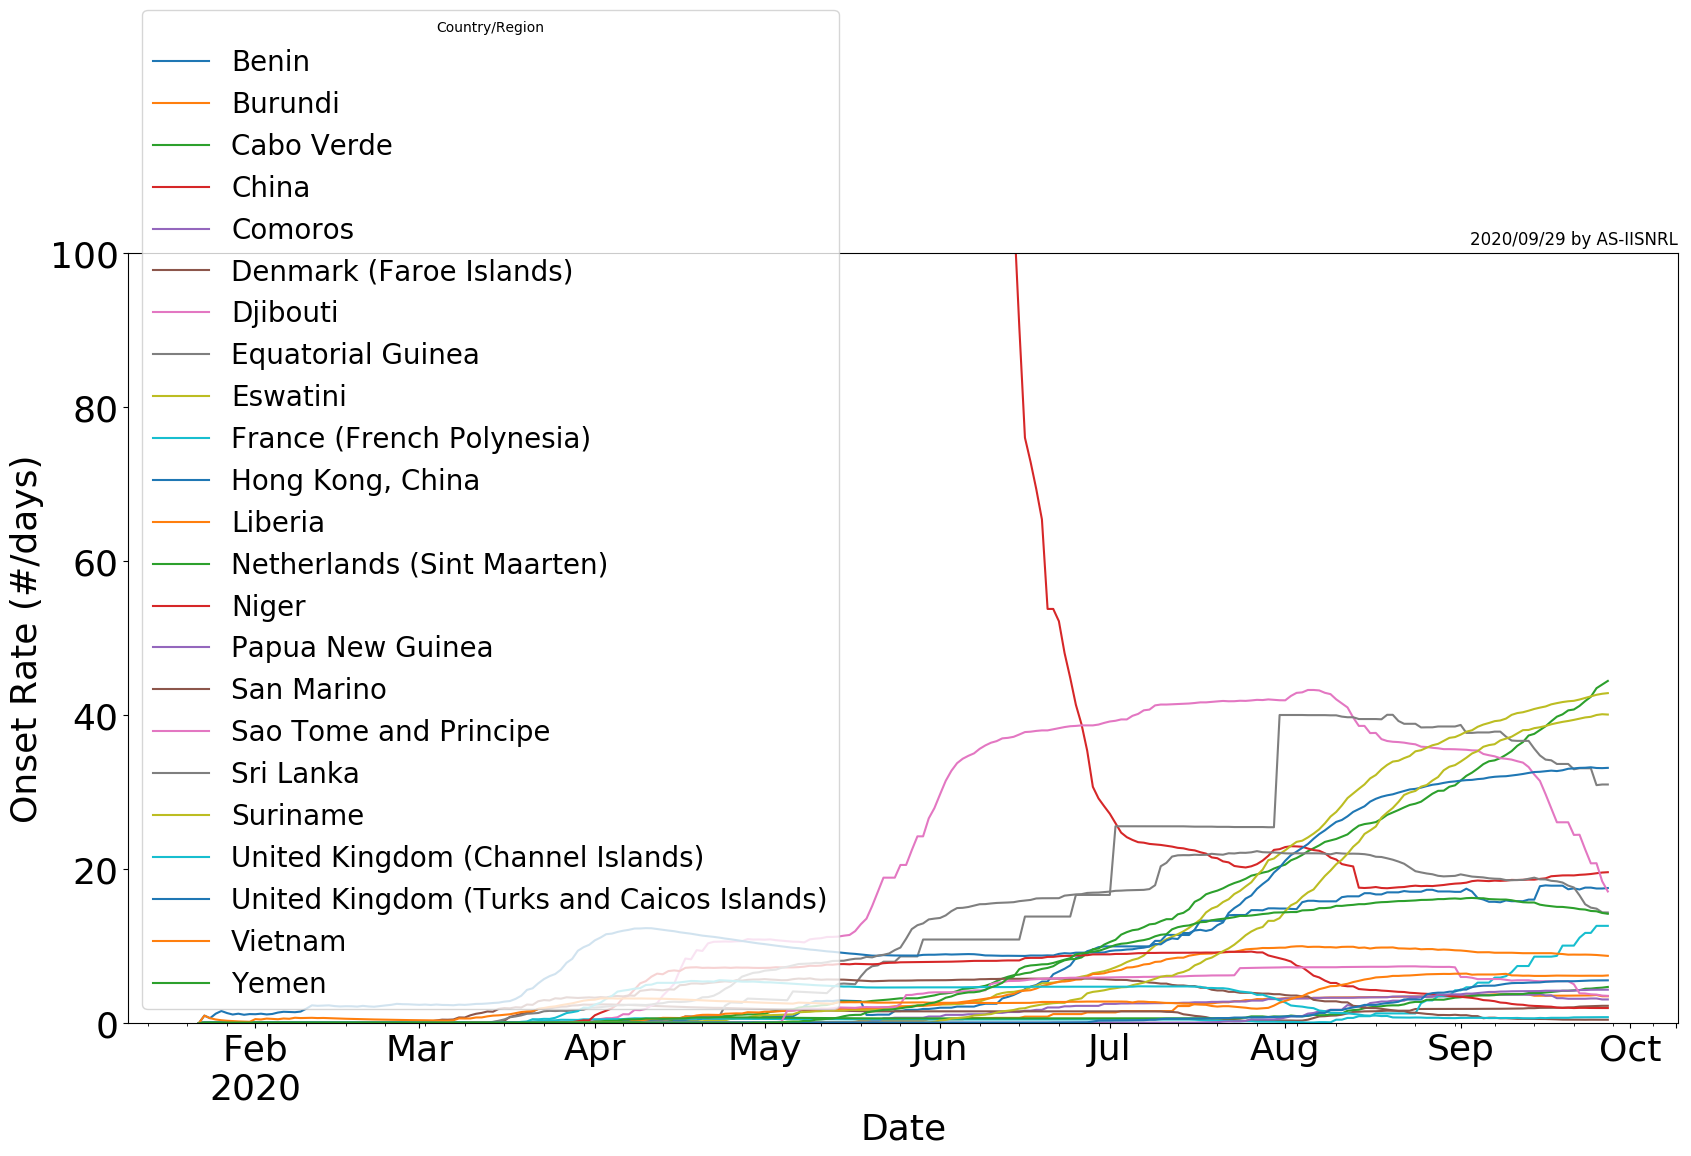 Country/Region
Benin
Burundi
Cabo Verde
China
Comoros
Denmark (Faroe Islands)
Djibouti
Equatorial Guinea
Eswatini
France (French Polynesia)
Hong Kong, China
Liberia
Netherlands (Sint Maarten)
Niger
Papua New Guinea
San Marino
Sao Tome and Principe
Sri Lanka
Suriname
United Kingdom (Channel Islands)
United Kingdom (Turks and Caicos Islands)
Vietnam
Yemen
2020/09/29 by AS-IISNRL
100
80
60
40
20
0
Onset Rate (#/days)
Feb Mar Apr May Jun Jul Aug Sep Oct
2020
Date